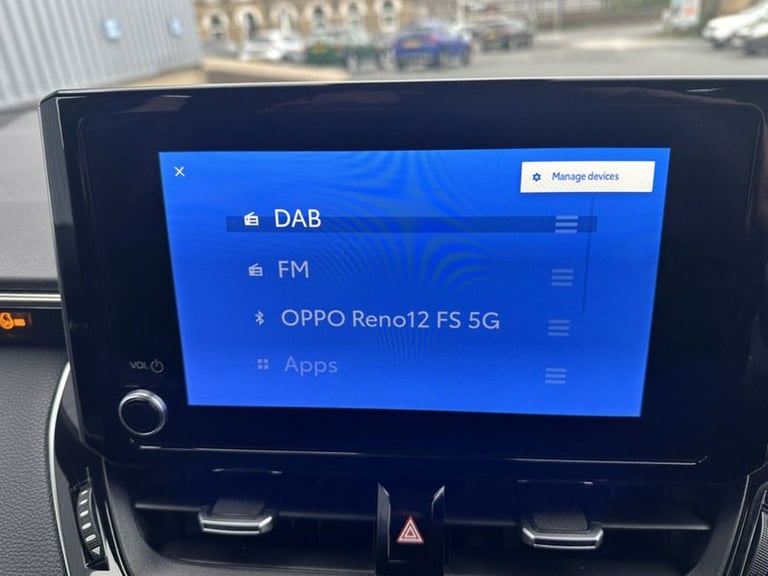 Manage devices
DAB
FM
OPPO Reno12 FS 5G
Apps
VOL